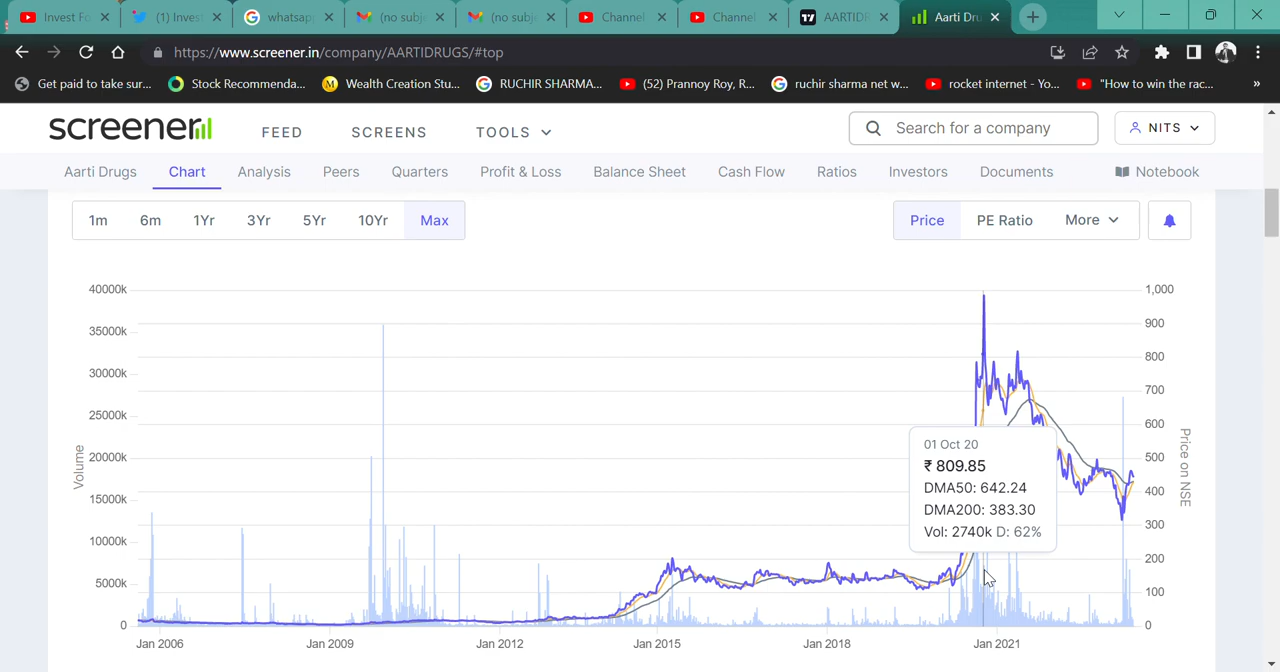 Invest Fo
(1) Invest
whatsapp
(no subje
(no subje
Channel
Channel
AARTIDR
Aarti Dru
https://www.screener.in/company/AARTIDRUGS/#top
Get paid to take sur...
Stock Recommenda...
Wealth Creation Stu...
RUCHIR SHARMA...
(52) Prannoy Roy, R...
ruchir sharma net w...
rocket internet - Yo...
"How to win the rac...
»
screener
FEED
SCREENS
TOOLS
Search for a company
NITS
Aarti Drugs
Chart
Analysis
Peers
Quarters
Profit & Loss
Balance Sheet
Cash Flow
Ratios
Investors
Documents
Notebook
1m
6m
1Yr
3Yr
5Yr
10Yr
Max
Price
PE Ratio
More
40000k
35000k
30000k
25000k
20000k
15000k
10000k
5000k
0
Volume
1,000
900
800
700
600
500
400
300
200
100
0
Price on NSE
01 Oct 20
₹ 809.85
DMA50: 642.24
DMA200: 383.30
Vol: 2740k D: 62%
Jan 2006
Jan 2009
Jan 2012
Jan 2015
Jan 2018
Jan 2021